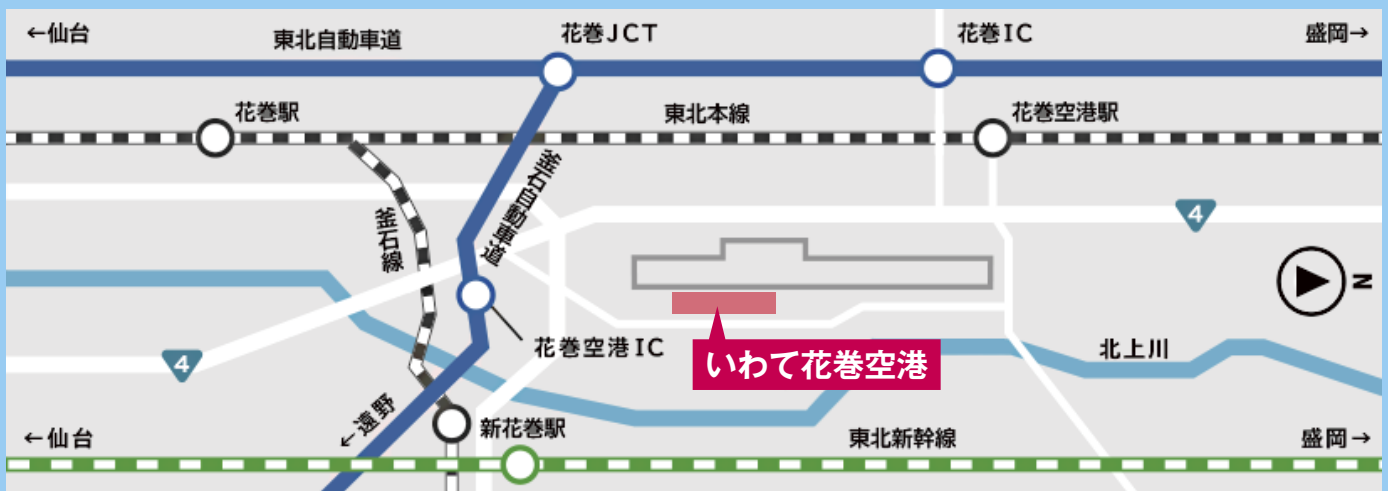 ←仙台
東北自動車道
花巻JCT
花巻IC
盛岡→
花巻駅
東北本線
花巻空港駅
釜石自動車道
釜石線
4
N
花巻空港IC
いわて花巻空港
北上川
4
←遠野
新花巻駅
←仙台
東北新幹線
盛岡→